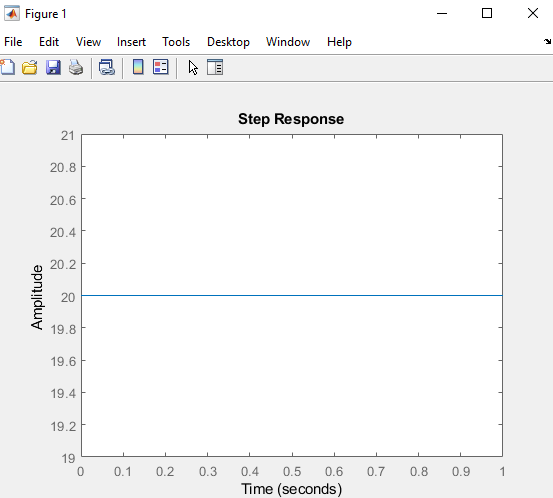 Figure 1
File Edit View Insert Tools Desktop Window Help
Step Response
21
20.8
20.6
20.4
20.2
20
19.8
19.6
19.4
19.2
19
Amplitude
0 0.1 0.2 0.3 0.4 0.5 0.6 0.7 0.8 0.9 1
Time (seconds)